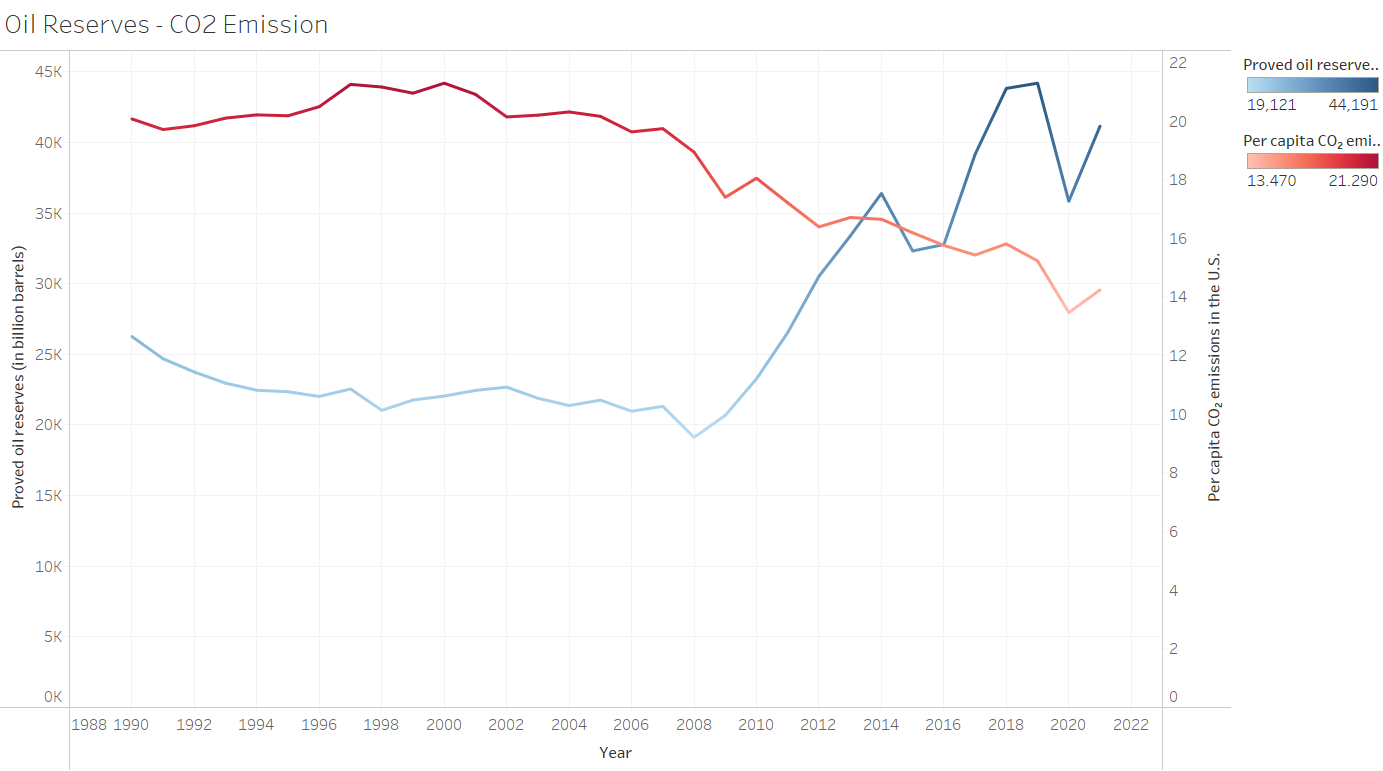 Oil Reserves - CO2 Emission
45K
40K
35K
30K
25K
20K
15K
10K
5K
0K
Proved oil reserves (in billion barrels)
22
20
18
16
14
12
10
8
6
4
2
0
Per capita CO₂ emissions in the U.S.
1988 1990 1992 1994 1996 1998 2000 2002 2004 2006 2008 2010 2012 2014 2016 2018 2020 2022
Year
Proved oil reserve..
19,121 44,191
Per capita CO₂ emi..
13.470 21.290